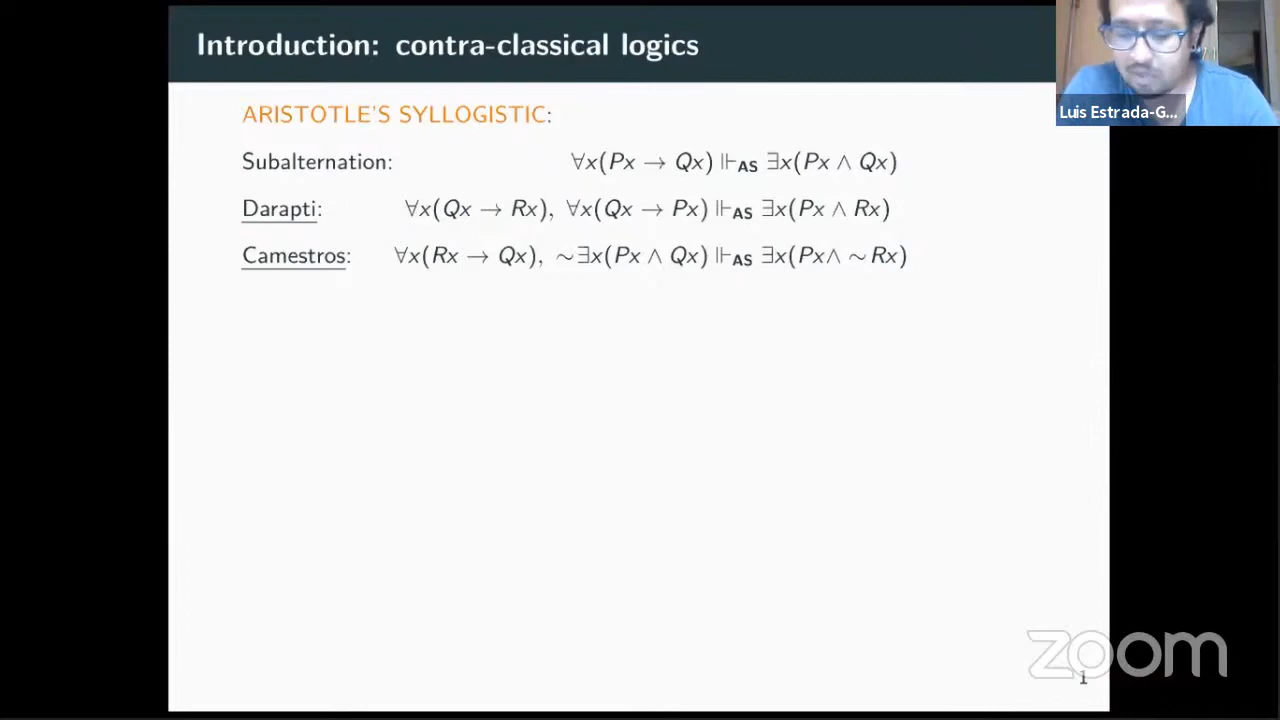 Introduction: contra-classical logics
Luis Estrada-G...
ARISTOTLE'S SYLLOGISTIC:
Subalternation: ∀x(Px → Qx) ⊩AS ∃x(Px ∧ Qx)
Darapti: ∀x(Qx → Rx), ∀x(Qx → Px) ⊩AS ∃x(Px ∧ Rx)
Camestros: ∀x(Rx → Qx), ∼∃x(Px ∧ Qx) ⊩AS ∃x(Px∧ ∼Rx)
zoom
1